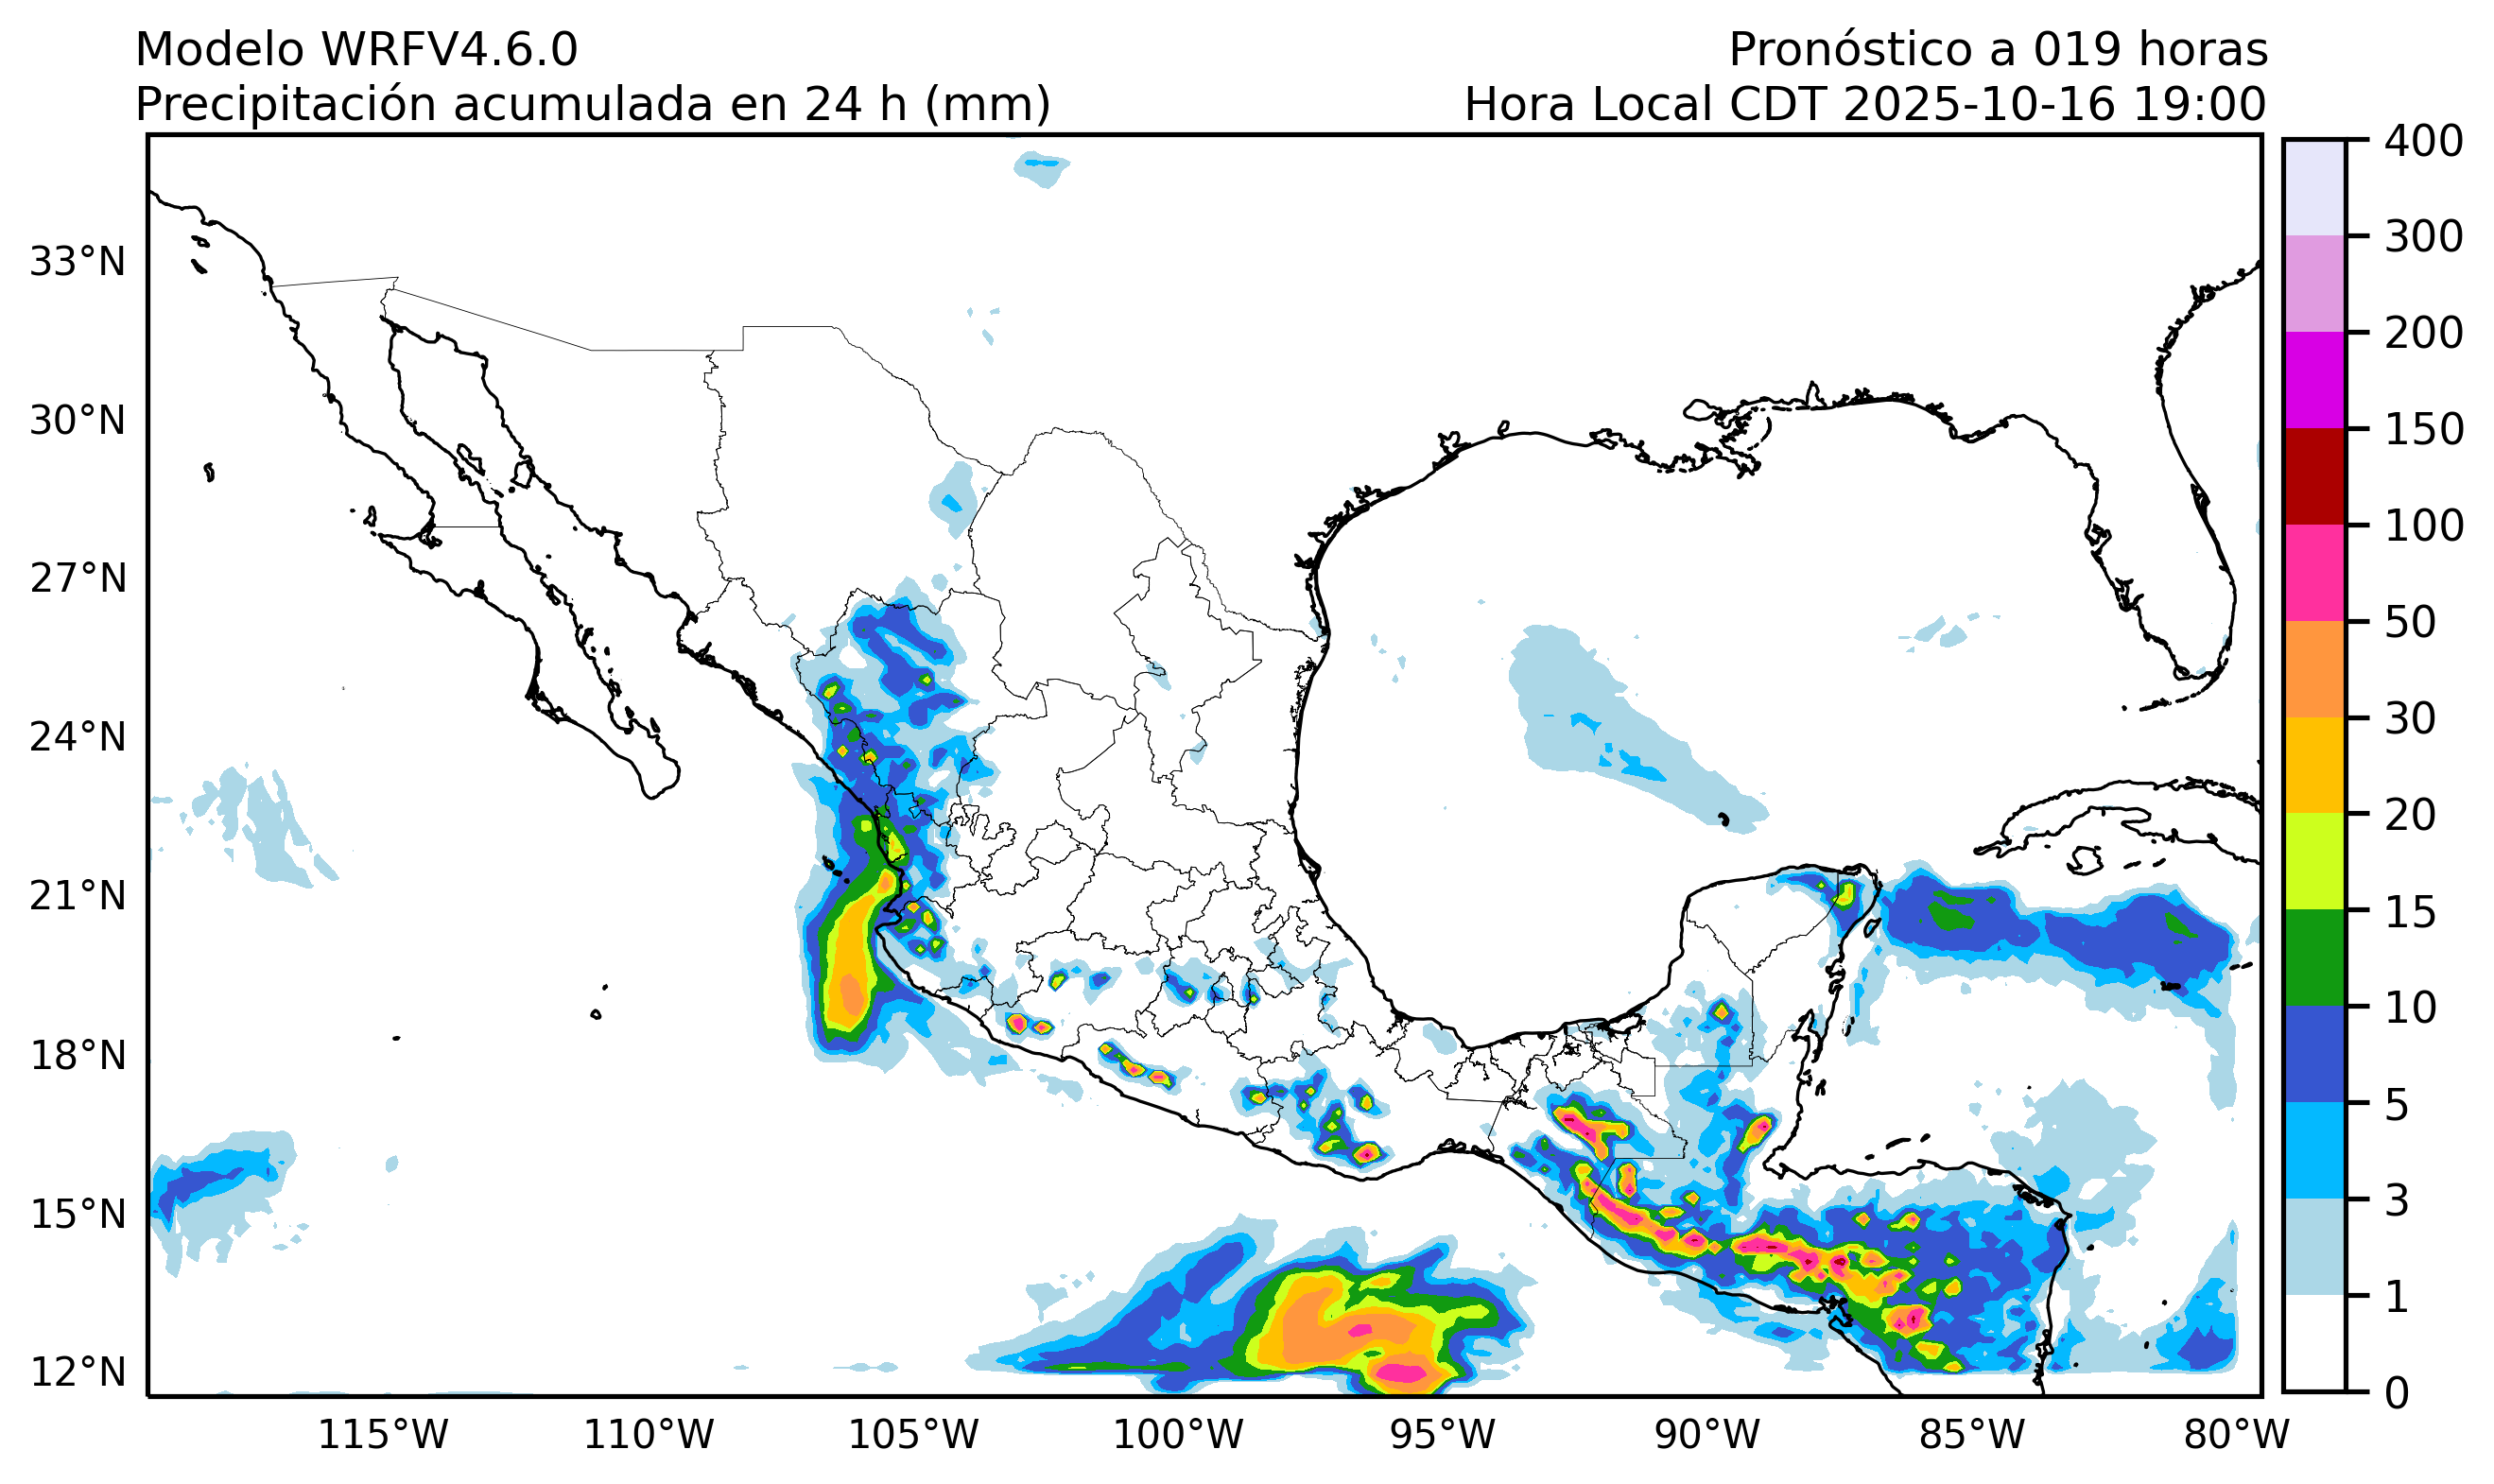 Modelo WRFV4.6.0
Pronóstico a 019 horas
Precipitación acumulada en 24 h (mm)
Hora Local CDT 2025-10-16 19:00
33°N
30°N
27°N
24°N
21°N
18°N
15°N
12°N
115°W
110°W
105°W
100°W
95°W
90°W
85°W
80°W
400
300
200
150
100
50
30
20
15
10
5
3
1
0